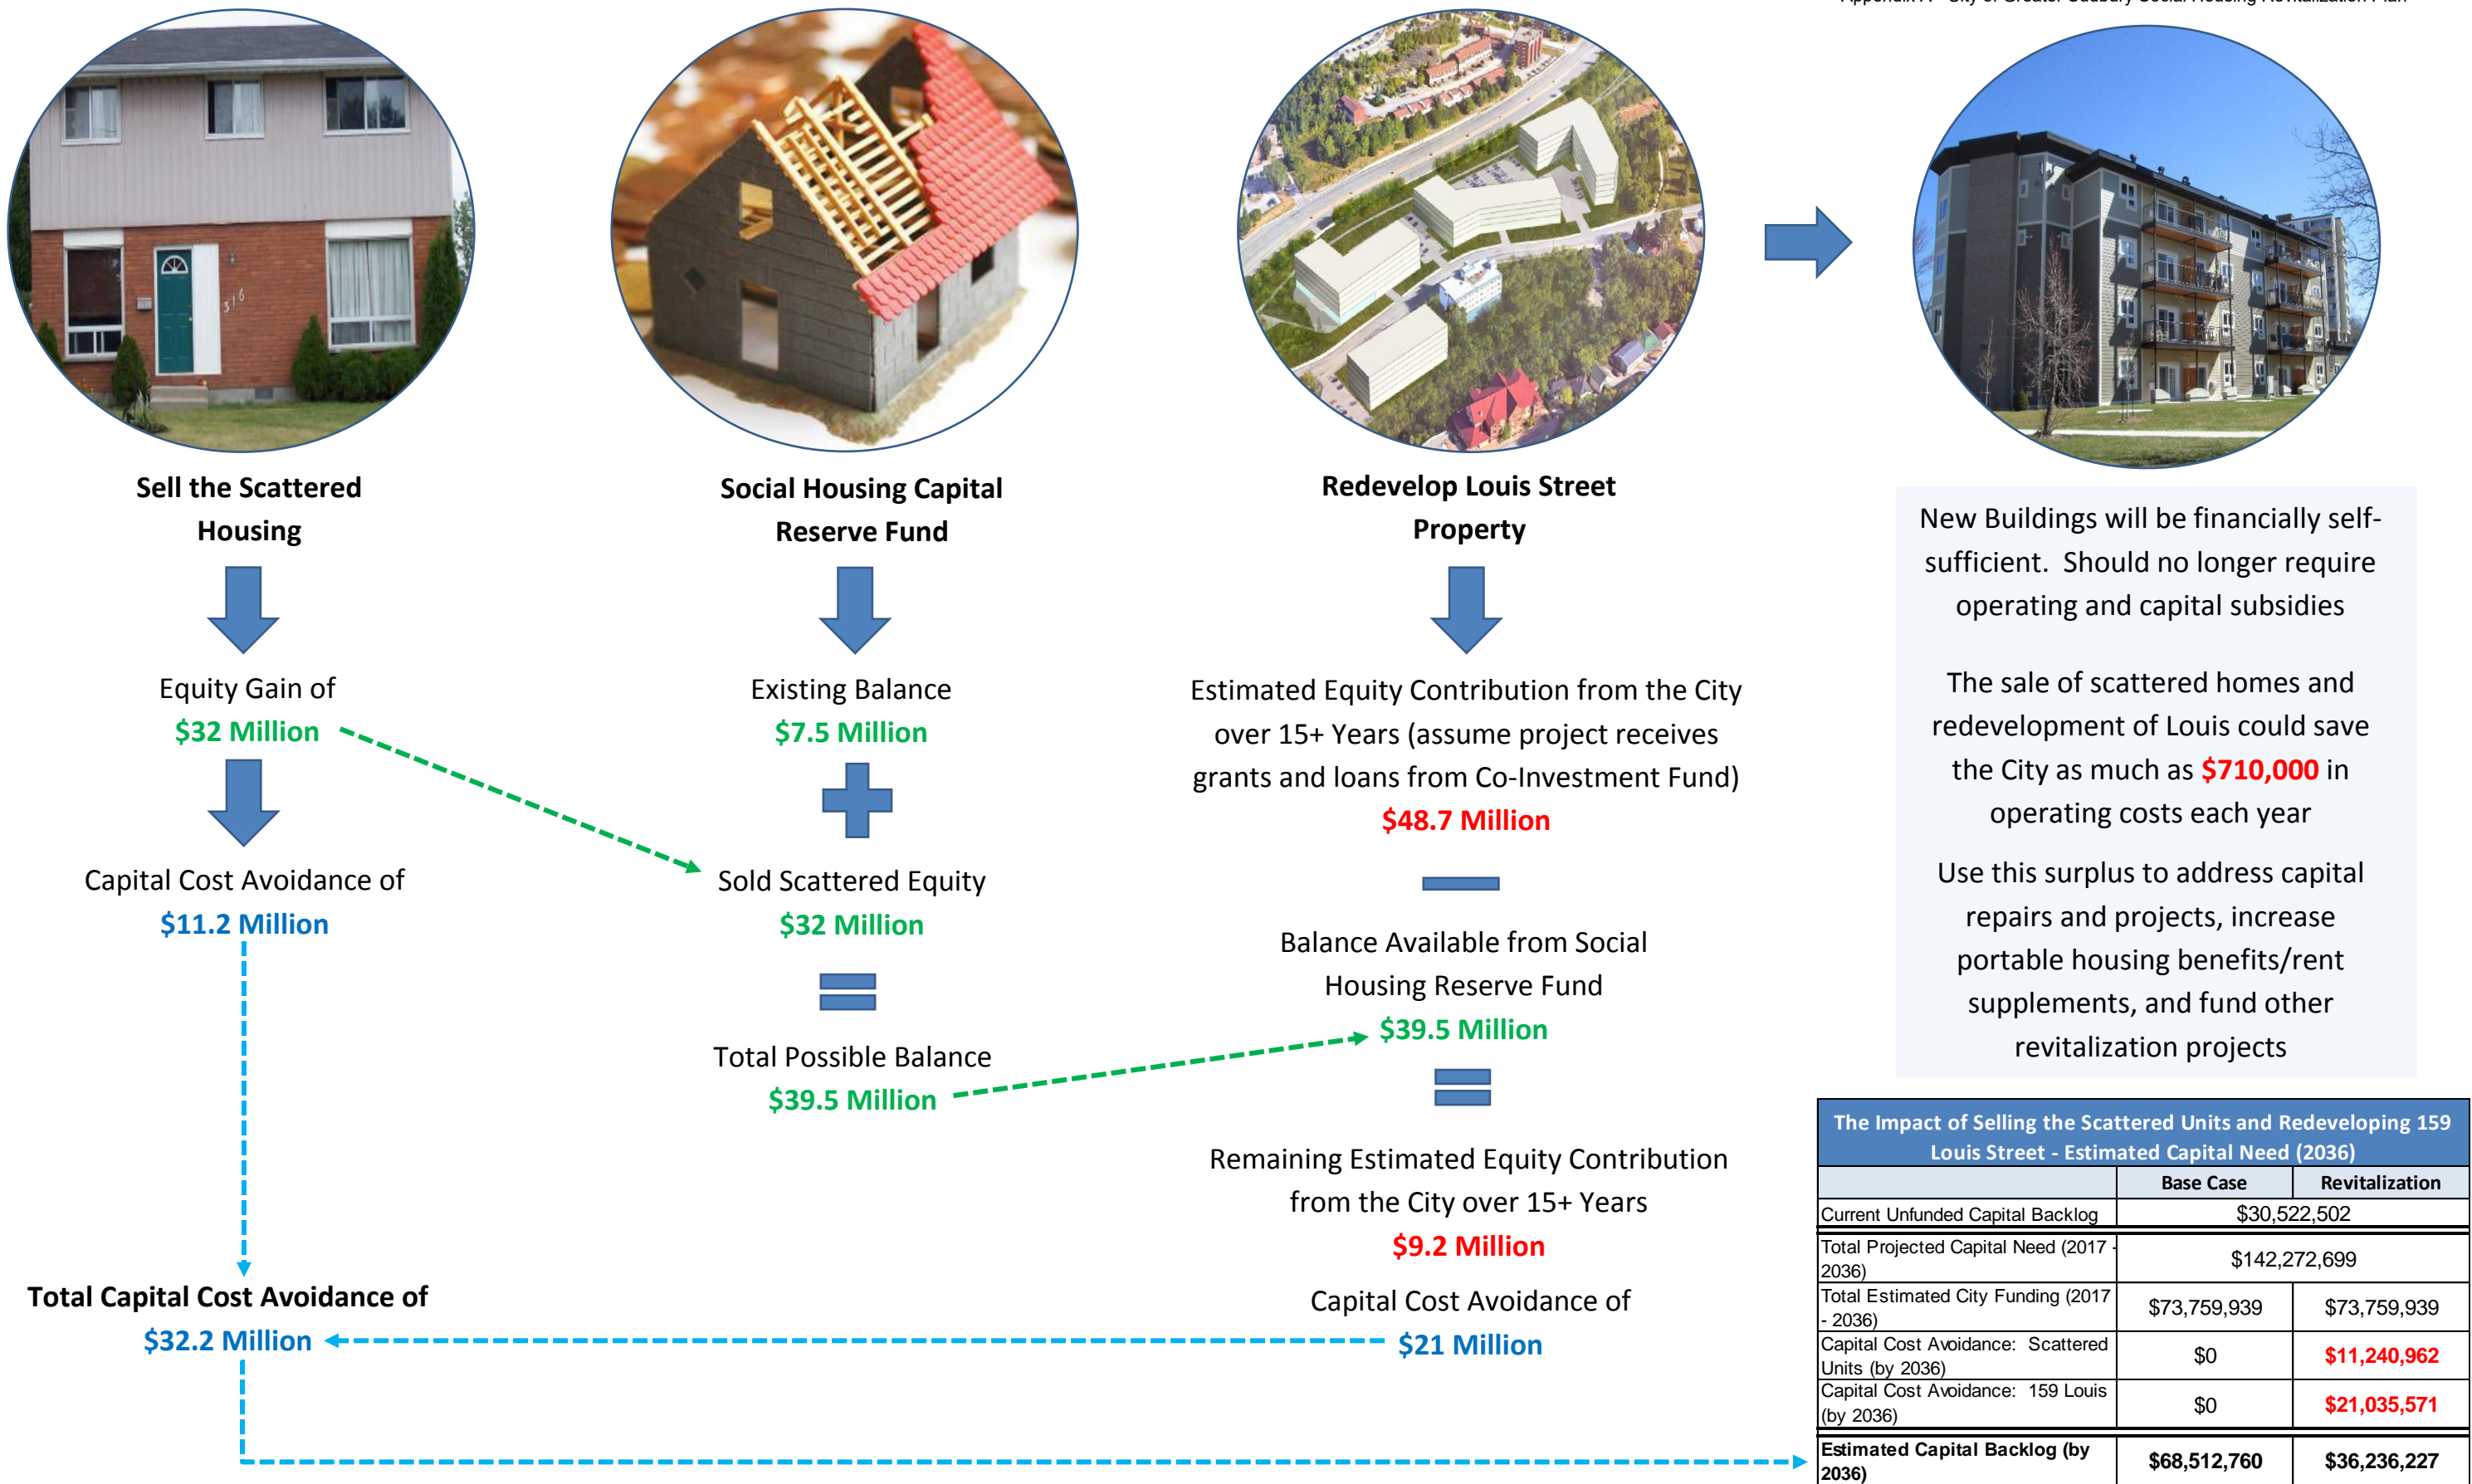 Appendix A - City of Greater Sudbury Social Housing Revitalization Plan
316
Sell the Scattered
Housing
Equity Gain of
$32 Million
Capital Cost Avoidance of
$11.2 Million
Total Capital Cost Avoidance of
$32.2 Million
Social Housing Capital
Reserve Fund
Existing Balance
$7.5 Million
Sold Scattered Equity
$32 Million
Total Possible Balance
$39.5 Million
Redevelop Louis Street
Property
Estimated Equity Contribution from the City
over 15+ Years (assume project receives
grants and loans from Co-Investment Fund)
$48.7 Million
Balance Available from Social
Housing Reserve Fund
$39.5 Million
Remaining Estimated Equity Contribution
from the City over 15+ Years
$9.2 Million
Capital Cost Avoidance of
$21 Million
New Buildings will be financially self-
sufficient.  Should no longer require
operating and capital subsidies
The sale of scattered homes and
redevelopment of Louis could save
the City as much as $710,000 in
operating costs each year
Use this surplus to address capital
repairs and projects, increase
portable housing benefits/rent
supplements, and fund other
revitalization projects
The Impact of Selling the Scattered Units and Redeveloping 159
Louis Street - Estimated Capital Need (2036)
Base Case Revitalization
Current Unfunded Capital Backlog $30,522,502
Total Projected Capital Need (2017 -
2036) $142,272,699
Total Estimated City Funding (2017
- 2036) $73,759,939 $73,759,939
Capital Cost Avoidance:  Scattered
Units (by 2036) $0 $11,240,962
Capital Cost Avoidance:  159 Louis
(by 2036) $0 $21,035,571
Estimated Capital Backlog (by
2036) $68,512,760 $36,236,227